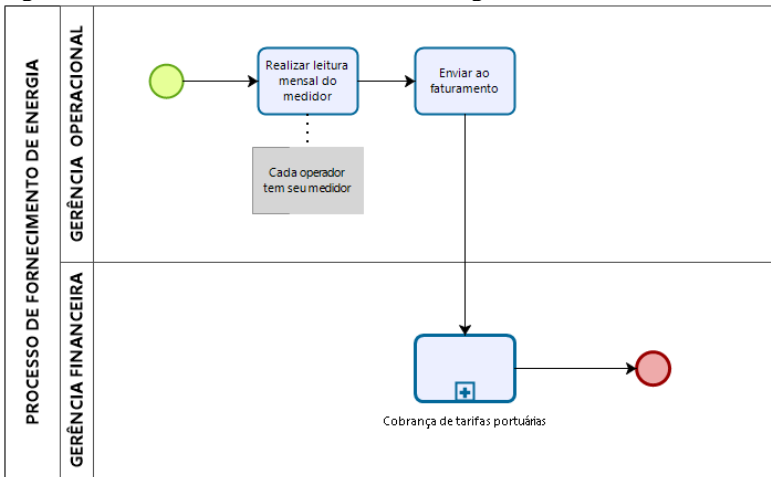 PROCESSO DE FORNECIMENTO DE ENERGIA
GERÊNCIA OPERACIONAL
Realizar leitura
mensal do
medidor
Enviar ao
faturamento
Cada operador
tem seu medidor
GERÊNCIA FINANCEIRA
Cobrança de tarifas portuárias